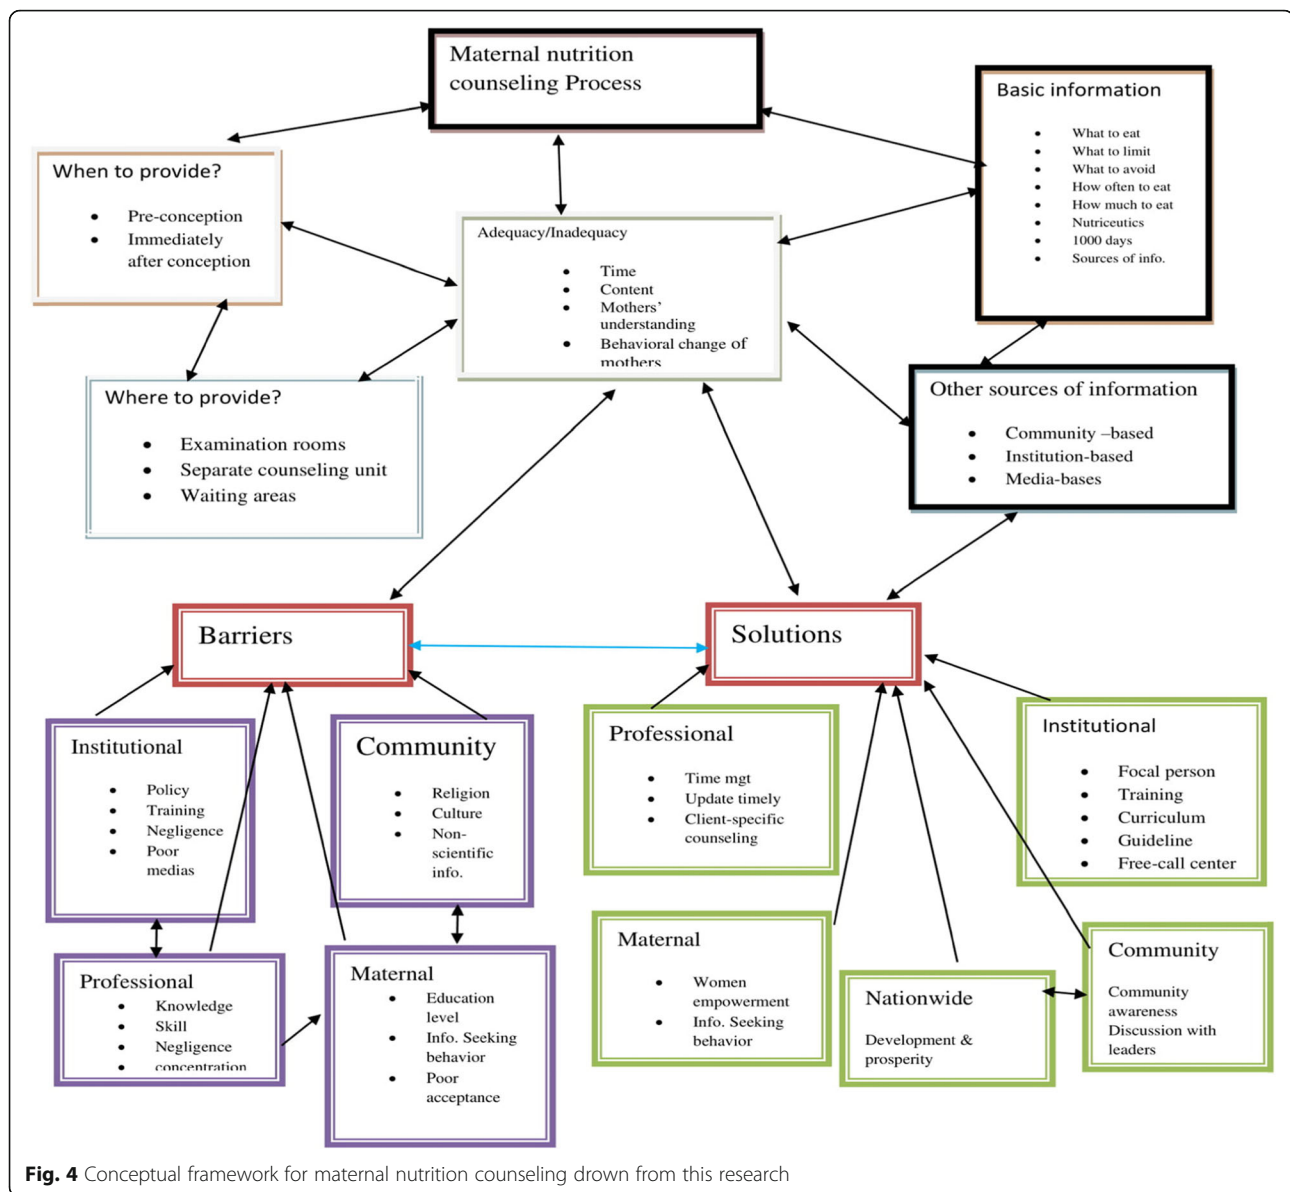 Maternal nutrition
counseling Process
Basic information
• What to eat
• What to limit
• What to avoid
• How often to eat
• How much to eat
• Nutriceutics
• 1000 days
• Sources of info.
When to provide?
• Pre-conception
• Immediately
after conception
Adequacy/Inadequacy
• Time
• Content
• Mothers’
understanding
• Behavioral change of
mothers
Where to provide?
• Examination rooms
• Separate counseling unit
• Waiting areas
Other sources of information
• Community –based
• Institution-based
• Media-bases
Barriers
Solutions
Institutional
• Policy
• Training
• Negligence
• Poor
medias
Community
• Religion
• Culture
• Non-
scientific
info.
Professional
• Knowledge
• Skill
• Negligence
• concentration
Maternal
• Education
level
• Info. Seeking
behavior
• Poor
acceptance
Professional
• Time mgt
• Update timely
• Client-specific
counseling
Institutional
• Focal person
• Training
• Curriculum
• Guideline
• Free-call center
Maternal
• Women
empowerment
• Info. Seeking
behavior
Nationwide
Development &
prosperity
Community
Community
awareness
Discussion with
leaders
Fig. 4 Conceptual framework for maternal nutrition counseling drown from this research